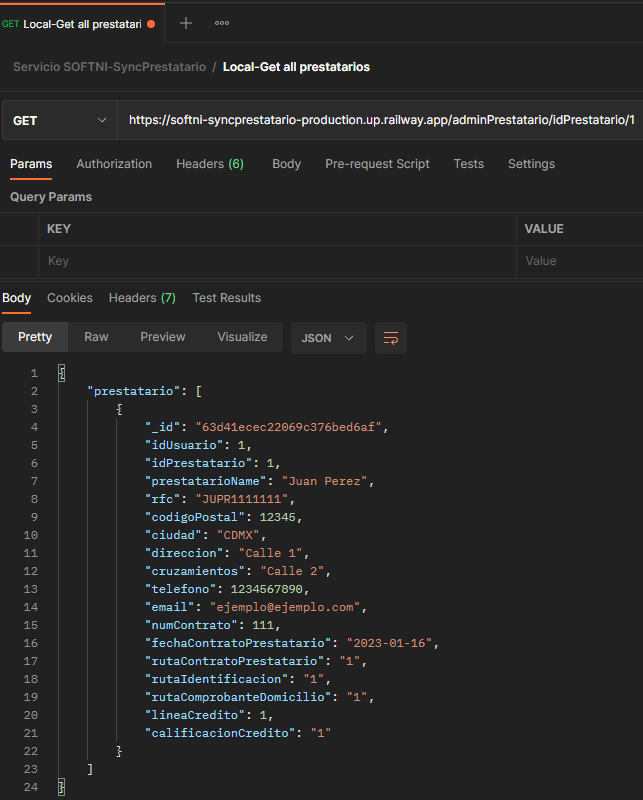 GET Local-Get all prestatari
Servicio SOFTNI-SyncPrestatario / Local-Get all prestatarios
GET https://softni-syncprestatario-production.up.railway.app/adminPrestatario/idPrestatario/1
Params Authorization Headers (6) Body Pre-request Script Tests Settings
Query Params
KEY VALUE
Key Value
Body Cookies Headers (7) Test Results
Pretty Raw Preview Visualize JSON
1 {
2 "prestatario": [
3 {
4 "_id": "63d41ecec22069c376bed6af",
5 "idUsuario": 1,
6 "idPrestatario": 1,
7 "prestatarioName": "Juan Perez",
8 "rfc": "JUPR1111111",
9 "codigoPostal": 12345,
10 "ciudad": "CDMX",
11 "direccion": "Calle 1",
12 "cruzamientos": "Calle 2",
13 "telefono": 1234567890,
14 "email": "ejemplo@ejemplo.com",
15 "numContrato": 111,
16 "fechaContratoPrestatario": "2023-01-16",
17 "rutaContratoPrestatario": "1",
18 "rutaIdentificacion": "1",
19 "rutaComprobanteDomicilio": "1",
20 "lineaCredito": 1,
21 "calificacionCredito": "1"
22 }
23 ]
24 }